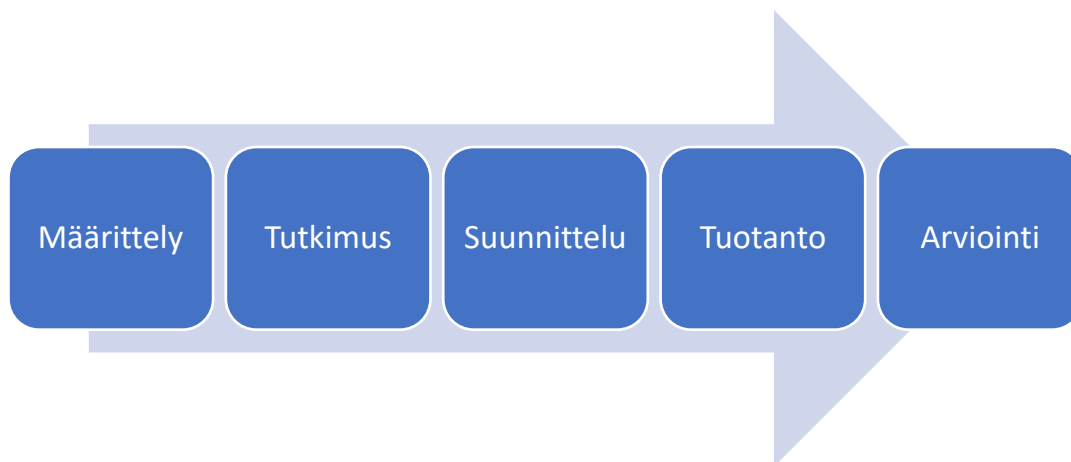 Määrittely
Tutkimus
Suunnittelu
Tuotanto
Arviointi